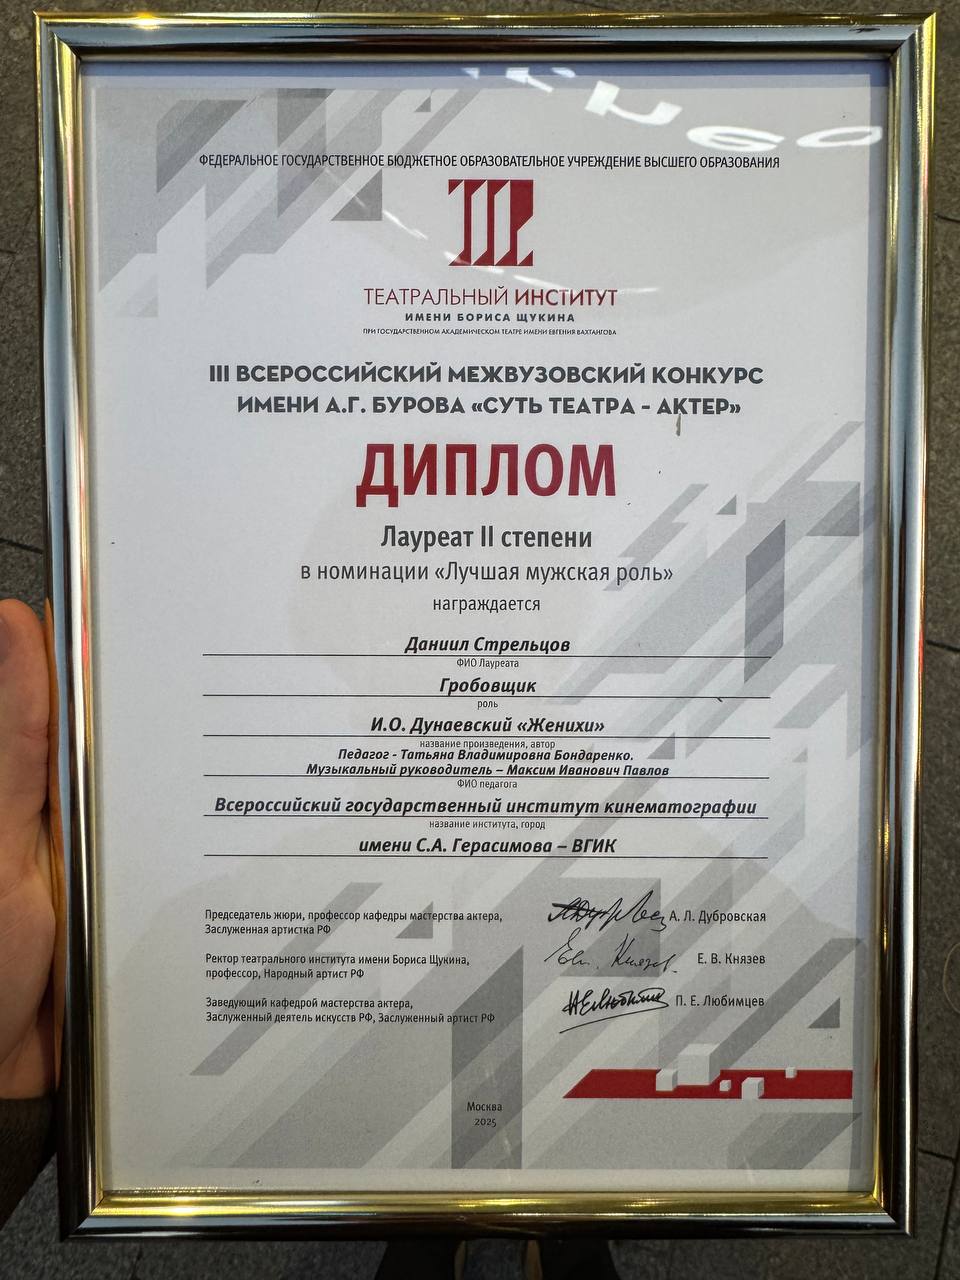 ФЕДЕРАЛЬНОЕ ГОСУДАРСТВЕННОЕ БЮДЖЕТНОЕ ОБРАЗОВАТЕЛЬНОЕ УЧРЕЖДЕНИЕ ВЫСШЕГО ОБРАЗОВАНИЯ
ТЕАТРАЛЬНЫЙ ИНСТИТУТ
ИМЕНИ БОРИСА ЩУКИНА
ПРИ ГОСУДАРСТВЕННОМ АКАДЕМИЧЕСКОМ ТЕАТРЕ ИМЕНИ ЕВГЕНИЯ ВАХТАНГОВА
III ВСЕРОССИЙСКИЙ МЕЖВУЗОВСКИЙ КОНКУРС
ИМЕНИ А.Г. БУРОВА «СУТЬ ТЕАТРА - АКТЕР»
ДИПЛОМ
Лауреат II степени
в номинации «Лучшая мужская роль»
награждается
Даниил Стрельцов
ФИО Лауреата
Гробовщик
роль
И.О. Дунаевский «Женихи»
название произведения, автор
Педагог - Татьяна Владимировна Бондаренко.
Музыкальный руководитель – Максим Иванович Павлов
ФИО педагога
Всероссийский государственный институт кинематографии
название института, город
имени С.А. Герасимова – ВГИК
Председатель жюри, профессор кафедры мастерства актера,
Заслуженная артистка РФ
А. Л. Дубровская
Ректор театрального института имени Бориса Щукина,
профессор, Народный артист РФ
Е. В. Князев
Заведующий кафедрой мастерства актера,
Заслуженный деятель искусств РФ, Заслуженный артист РФ
П. Е. Любимцев
Москва
2025